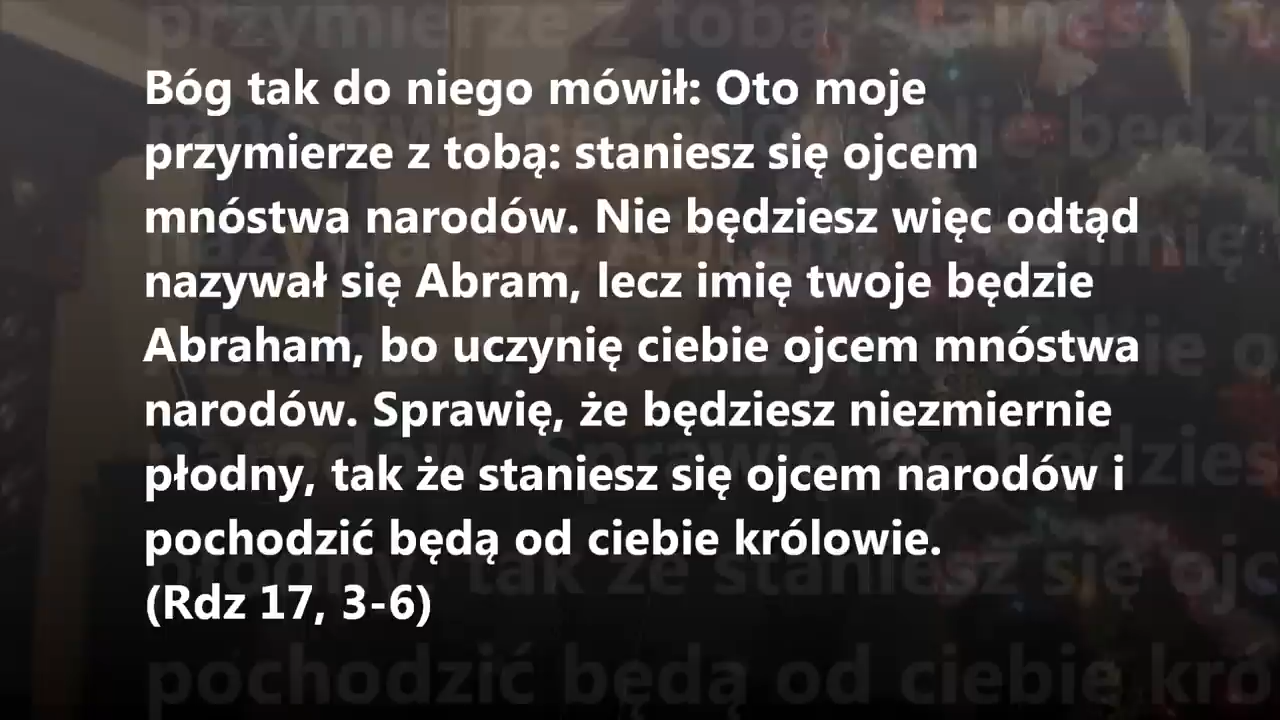 Bóg tak do niego mówił: Oto moje
przymierze z tobą: staniesz się ojcem
mnóstwa narodów. Nie będziesz więc odtąd
nazywał się Abram, lecz imię twoje będzie
Abraham, bo uczynię ciebie ojcem mnóstwa
narodów. Sprawię, że będziesz niezmiernie
płodny, tak że staniesz się ojcem narodów i
pochodzić będą od ciebie królowie.
(Rdz 17, 3-6)